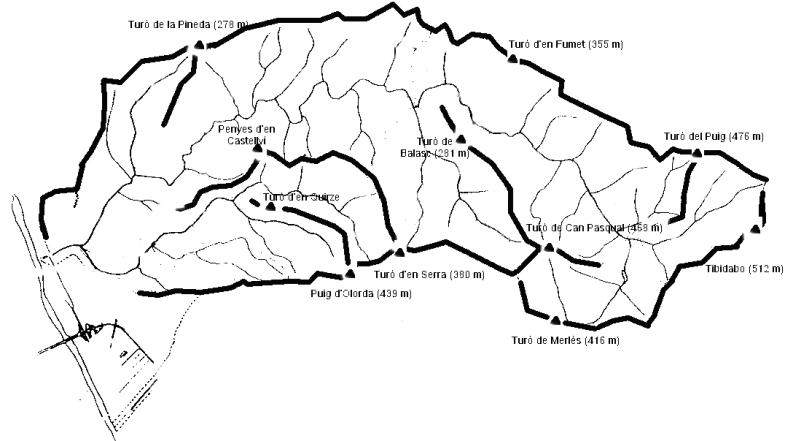 Turó de la Pineda (278 m)
Turó d'en Fumet (355 m)
Penyes d'en
Castellví
Turó de
Balasc (281 m)
Turó del Puig (476 m)
Turó d'en Quirze
Turó de Can Pasqual (468 m)
Turó d'en Serra (380 m)
Tibidabo (512 m)
Puig d'Olorda (439 m)
Turó de Merlés (416 m)